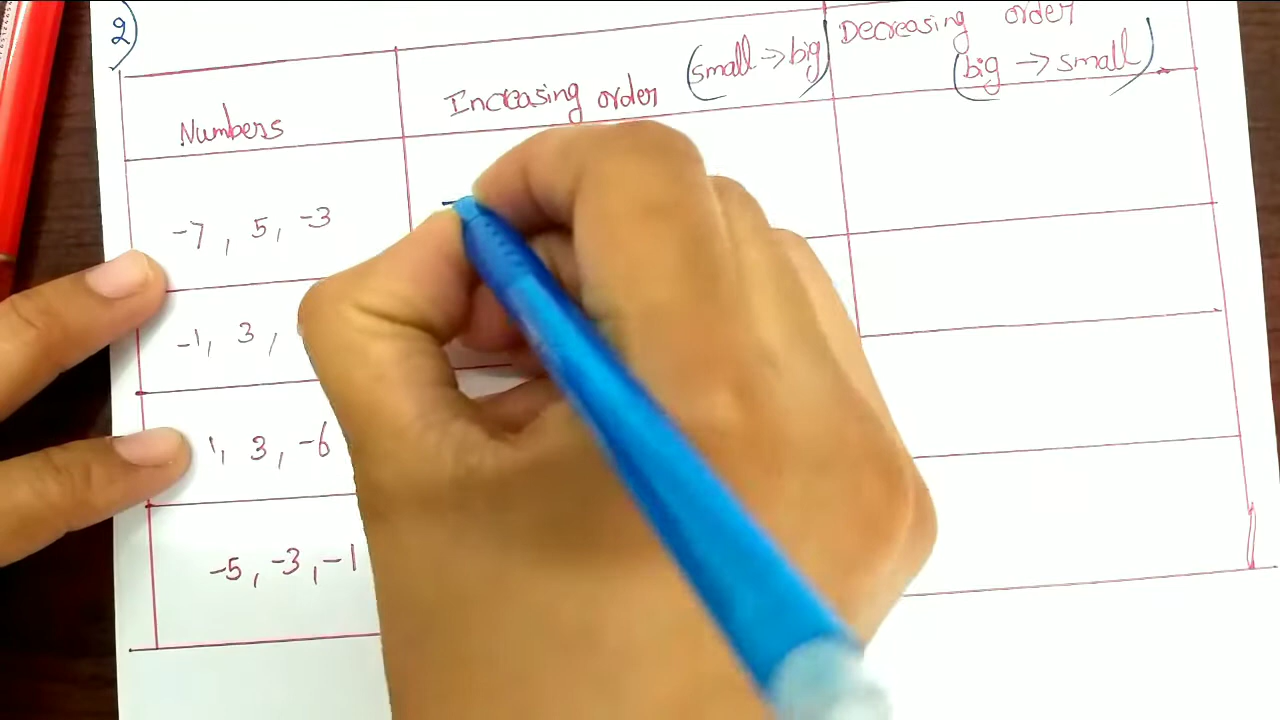 2)
Numbers
Increasing order (small → big)
Decreasing order
(big → small)
-7, 5, -3
-1, 3,
1, 3, -6
-5, -3, -1